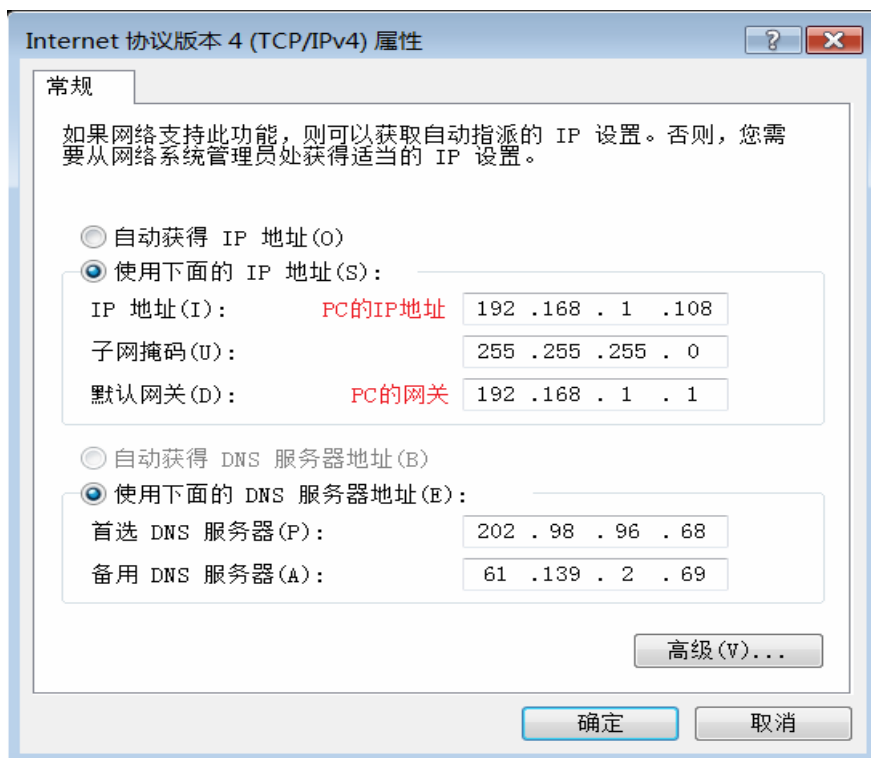 Internet 协议版本 4 (TCP/IPv4) 属性
?
常规
如果网络支持此功能，则可以获取自动指派的 IP 设置。否则，您需
要从网络系统管理员处获得适当的 IP 设置。
自动获得 IP 地址(O)
使用下面的 IP 地址(S):
IP 地址(I): PC的IP地址 192 .168 . 1 .108
子网掩码(U): 255 .255 .255 . 0
默认网关(D): PC的网关 192 .168 . 1 . 1
自动获得 DNS 服务器地址(B)
使用下面的 DNS 服务器地址(E):
首选 DNS 服务器(P): 202 . 98 . 96 . 68
备用 DNS 服务器(A): 61 .139 . 2 . 69
高级(V)...
确定 取消